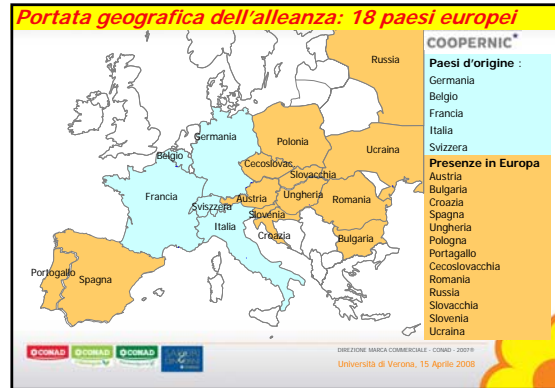 Portata geografica dell'alleanza: 18 paesi europei
COOPERNIC*
Paesi d'origine :
Germania
Belgio
Francia
Italia
Svizzera
Presenze in Europa
Austria
Bulgaria
Croazia
Spagna
Ungheria
Pologna
Portagallo
Cecoslovacchia
Romania
Russia
Slovacchia
Slovenia
Ucraina
Russia
Germania
Polonia
Belgio
Ucraina
Cecoslovac.
Slovacchia
Francia
Austria
Ungheria
Romania
Sviszzera
Slovenia
Italia
Croazia
Bulgaria
Portogallo
Spagna
CONAD
CONAD
CONAD
DIREZIONE MARCA COMMERCIALE - CONAD - 2007®
Università di Verona, 15 Aprile 2008